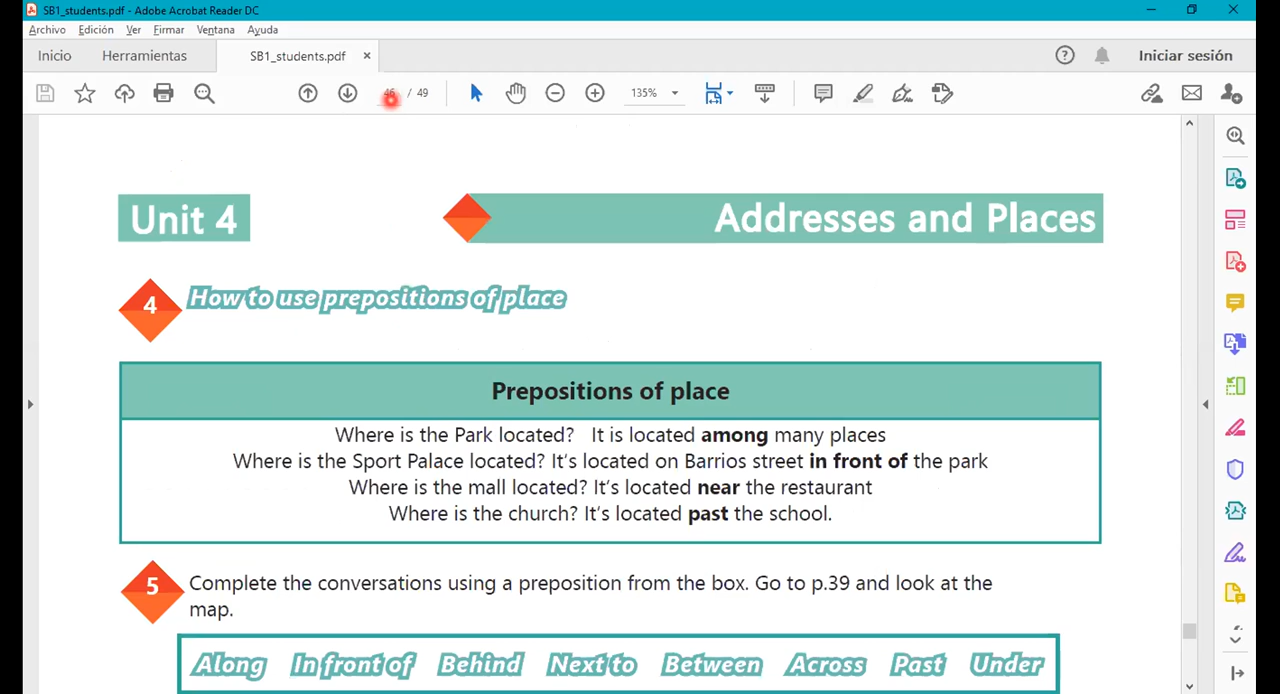 SB1_students.pdf - Adobe Acrobat Reader DC
Archivo Edición Ver Firmar Ventana Ayuda
Inicio Herramientas SB1_students.pdf × Iniciar sesión
46 / 49 135%
Unit 4 Addresses and Places
4 How to use prepositions of place
Prepositions of place
Where is the Park located? It is located among many places
Where is the Sport Palace located? It's located on Barrios street in front of the park
Where is the mall located? It's located near the restaurant
Where is the church? It's located past the school.
5 Complete the conversations using a preposition from the box. Go to p.39 and look at the
map.
Along In front of Behind Next to Between Across Past Under